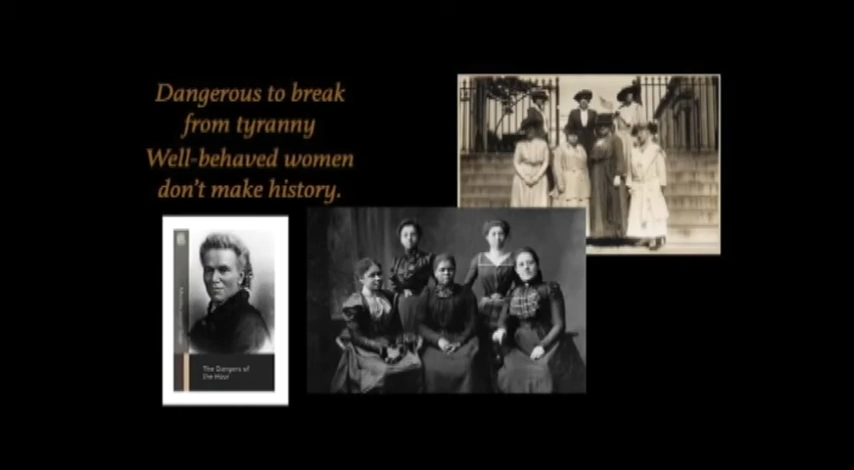 Dangerous to break
from tyranny
Well-behaved women
don't make history.
The Dangers of
the Hour